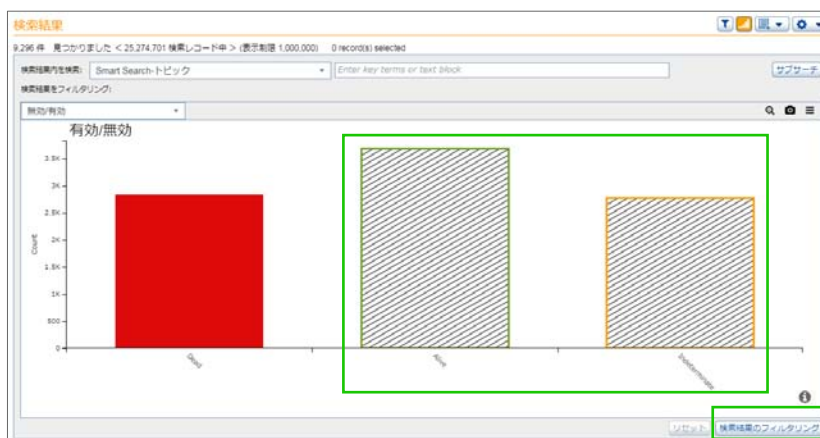 検索結果
9,296 件 見つかりました < 25,274,701 検索レコード中 > (表示制限 1,000,000) 0 record(s) selected
検索結果内を検索: Smart Search-トピック Enter key terms or text block サブサーチ
検索結果をフィルタリング:
無効/有効
有効/無効
3.5K
3K
2.5K
2K
1.5K
1K
500
0
Count
Dead
Alive
Indeterminate
リセット 検索結果のフィルタリング